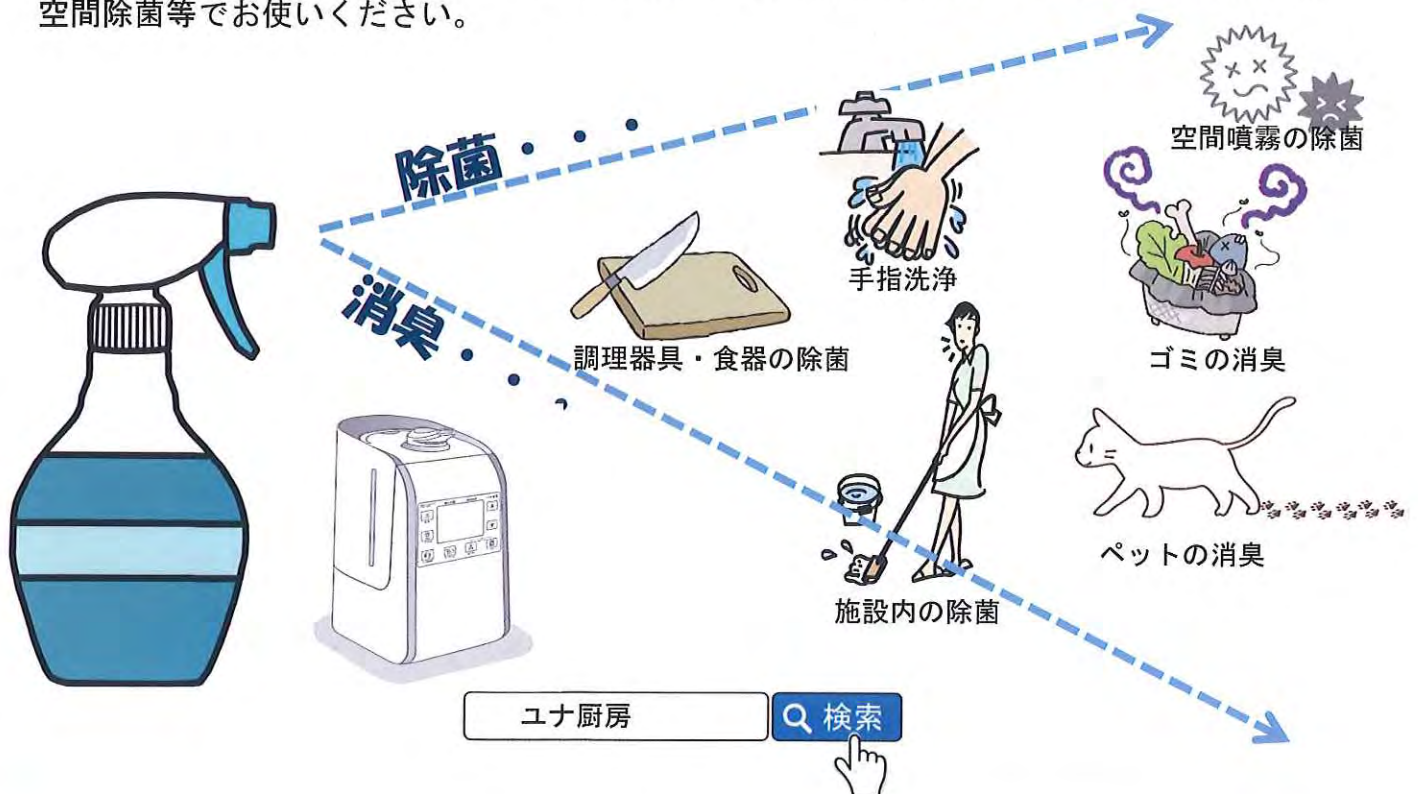 空間除菌等でお使いください。
除菌・・・
消臭・・・
空間噴霧の除菌
手指洗浄
調理器具・食器の除菌
ゴミの消臭
ペットの消臭
施設内の除菌
ユナ厨房
検索